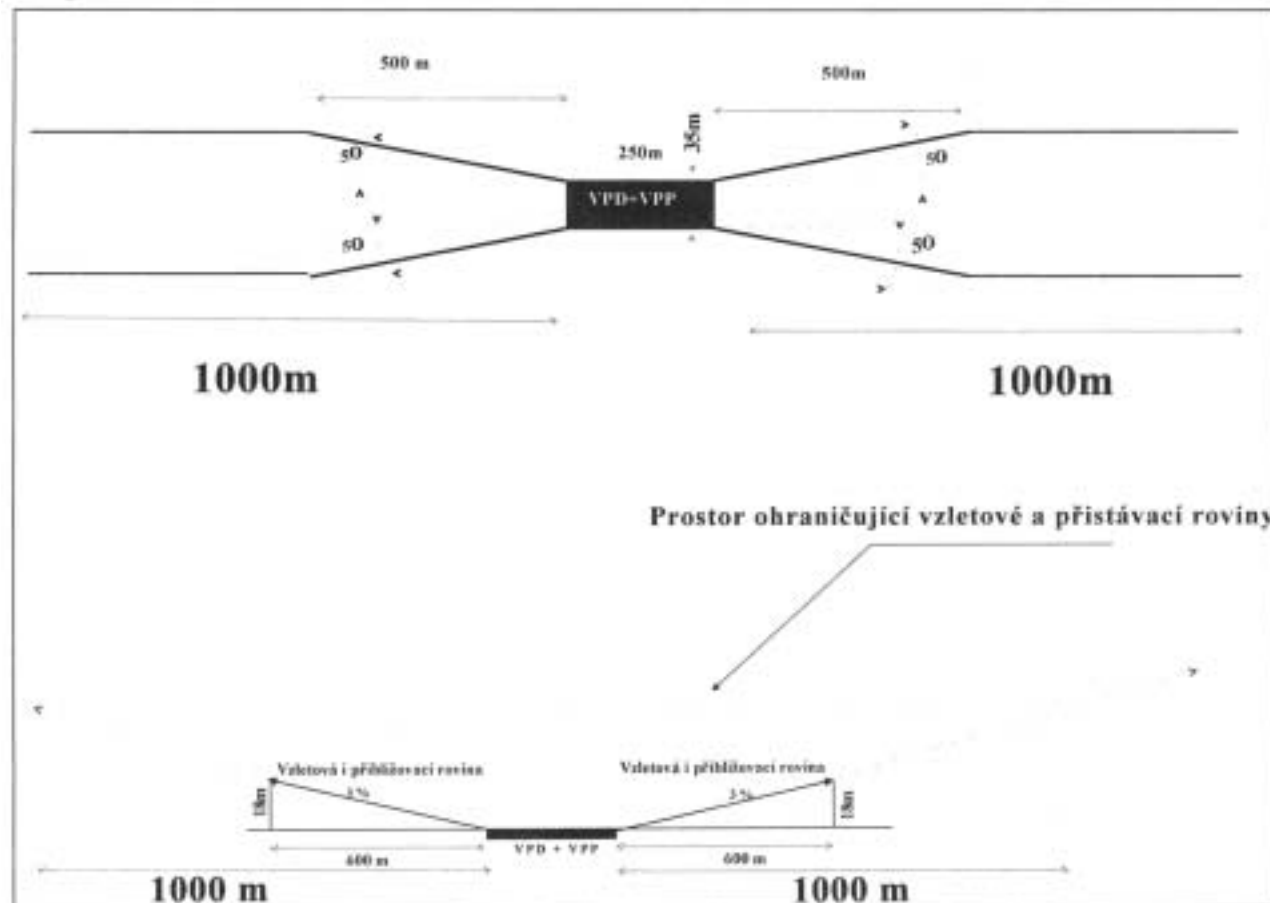 500 m
500m
250m
35m
5O
5O
VPD+VPP
5O
5O
1000m
1000m
Prostor ohraničující vzletové a přistávací roviny
Vzletová i přibližovací rovina
Vzletová i přibližovací rovina
3 %
3 %
18m
18m
VPD + VPP
600 m
600 m
1000 m
1000 m